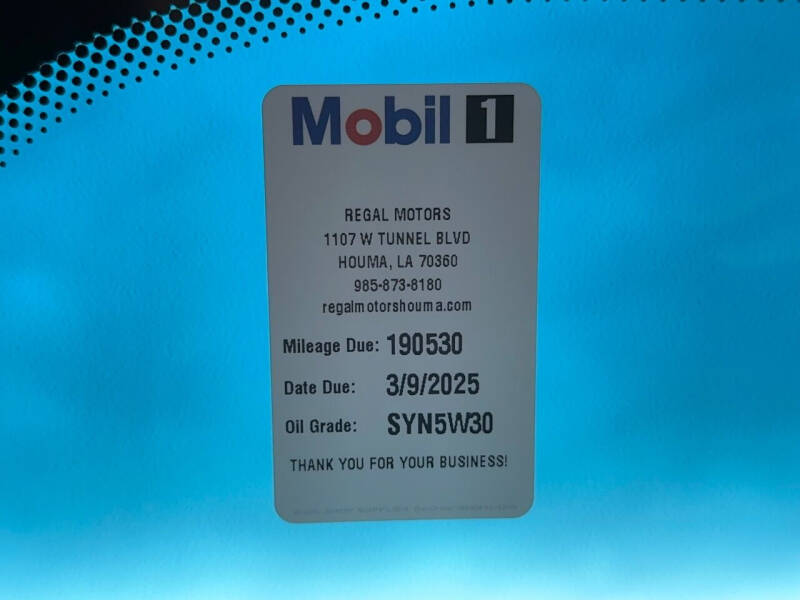 Mobil 1
REGAL MOTORS
1107 W TUNNEL BLVD
HOUMA, LA 70360
985-873-8180
regalmotorshouma.com
Mileage Due: 190530
Date Due: 3/9/2025
Oil Grade: SYN5W30
THANK YOU FOR YOUR BUSINESS!